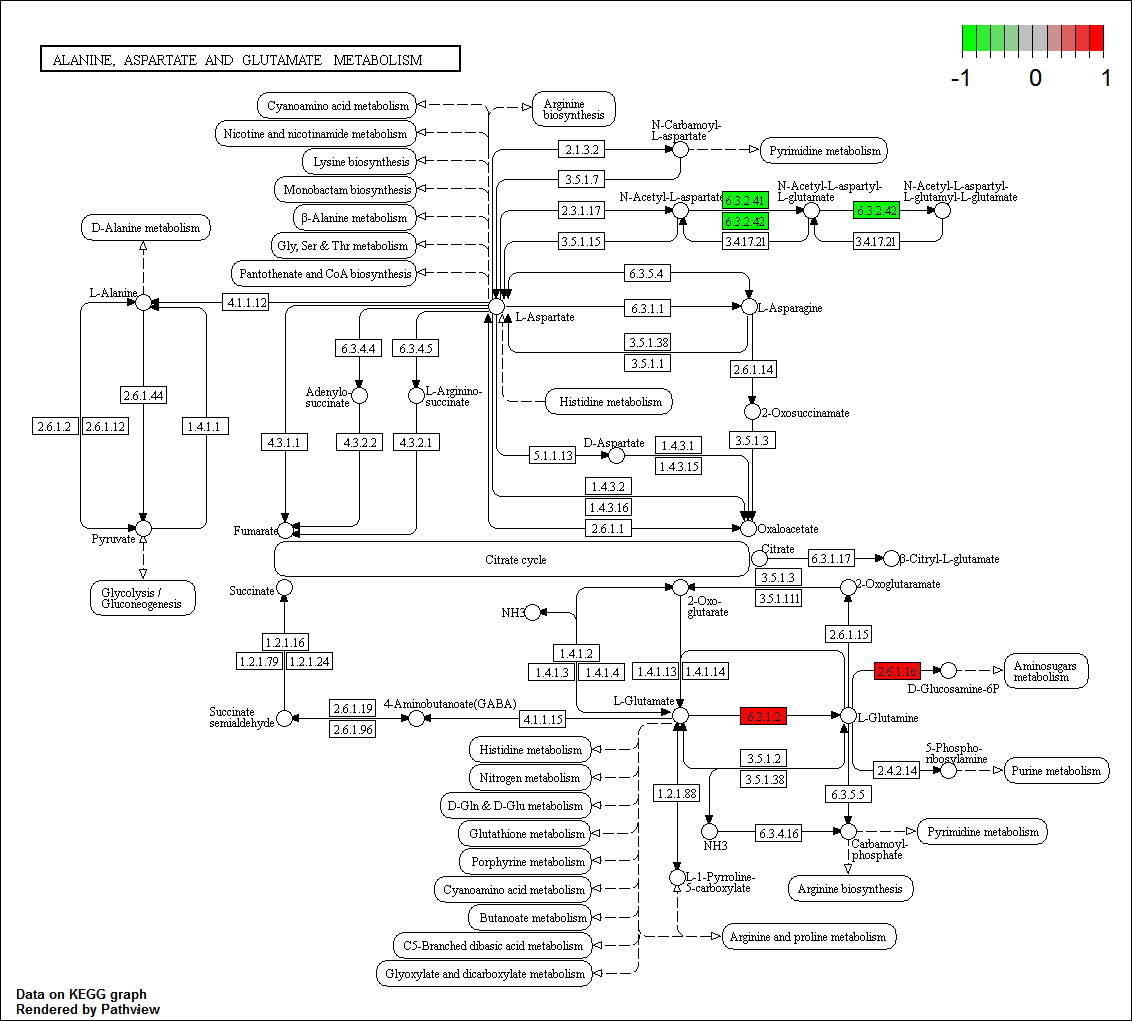 -1 0 1
ALANINE, ASPARTATE AND GLUTAMATE METABOLISM
Cyanoamino acid metabolism
Arginine
biosynthesis
Nicotine and nicotinamide metabolism
N-Carbamoyl-
L-aspartate
2.1.3.2
Pyrimidine metabolism
Lysine biosynthesis
3.5.1.7
Monobactam biosynthesis
N-Acetyl-L-aspartate
6.3.2.41
N-Acetyl-L-aspartyl-
L-glutamate
N-Acetyl-L-aspartyl-
L-glutamyl-L-glutamate
β-Alanine metabolism
2.3.1.17
6.3.2.42
6.3.2.42
D-Alanine metabolism
Gly, Ser & Thr metabolism
3.5.1.15
3.4.17.21
3.4.17.21
Pantothenate and CoA biosynthesis
6.3.5.4
L-Alanine
4.1.1.12
L-Aspartate
6.3.1.1
L-Asparagine
6.3.4.4
6.3.4.5
3.5.1.38
3.5.1.1
2.6.1.14
2.6.1.44
Adenylo-
succinate
L-Arginino-
succinate
Histidine metabolism
2-Oxosuccinamate
2.6.1.2
2.6.1.12
1.4.1.1
4.3.1.1
4.3.2.2
4.3.2.1
D-Aspartate
5.1.1.13
1.4.3.1
1.4.3.15
3.5.1.3
1.4.3.2
1.4.3.16
2.6.1.1
Pyruvate
Fumarate
Oxaloacetate
Citrate cycle
Citrate
6.3.1.17
β-Citryl-L-glutamate
Glycolysis /
Gluconeogenesis
Succinate
3.5.1.3
3.5.1.111
2-Oxoglutaramate
NH3
2-Oxo-
glutarate
1.2.1.16
1.2.1.79
1.2.1.24
1.4.1.2
1.4.1.3
1.4.1.4
1.4.1.13
1.4.1.14
2.6.1.15
2.6.1.16
Aminosugars
metabolism
D-Glucosamine-6P
Succinate
semialdehyde
2.6.1.19
2.6.1.96
4-Aminobutanoate(GABA)
4.1.1.15
L-Glutamate
6.3.1.2
L-Glutamine
Histidine metabolism
3.5.1.2
3.5.1.38
5-Phospho-
ribosylamine
Nitrogen metabolism
2.4.2.14
Purine metabolism
D-Gln & D-Glu metabolism
1.2.1.88
6.3.5.5
Glutathione metabolism
NH3
6.3.4.16
Carbamoyl-
phosphate
Pyrimidine metabolism
Porphyrine metabolism
Cyanoamino acid metabolism
L-1-Pyrroline-
5-carboxylate
Arginine biosynthesis
Butanoate metabolism
C5-Branched dibasic acid metabolism
Arginine and proline metabolism
Glyoxylate and dicarboxylate metabolism
Data on KEGG graph
Rendered by Pathview